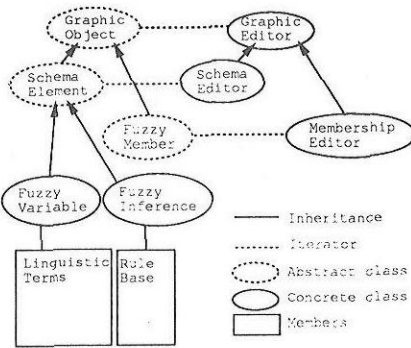 Graphic
Object
Graphic
Editor
Schema
Element
Schema
Editor
Fuzzy
Member
Membership
Editor
Fuzzy
Variable
Fuzzy
Inference
Linguistic
Terms
Rule
Base
Inheritance
Iterator
Abstract class
Concrete class
Members